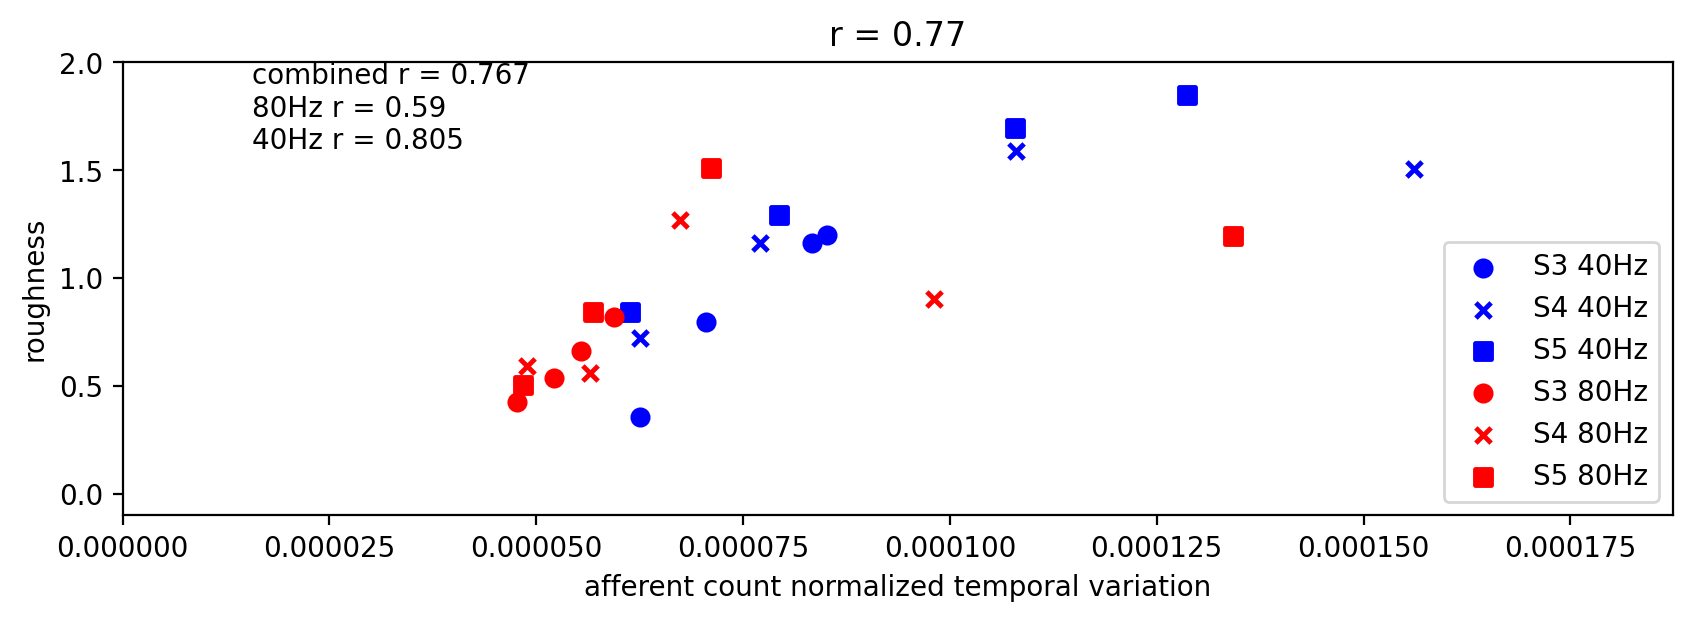 r = 0.77
combined r = 0.767
80Hz r = 0.59
40Hz r = 0.805
2.0
1.5
1.0
0.5
0.0
roughness
0.000000 0.000025 0.000050 0.000075 0.000100 0.000125 0.000150 0.000175
afferent count normalized temporal variation
S3 40Hz
S4 40Hz
S5 40Hz
S3 80Hz
S4 80Hz
S5 80Hz